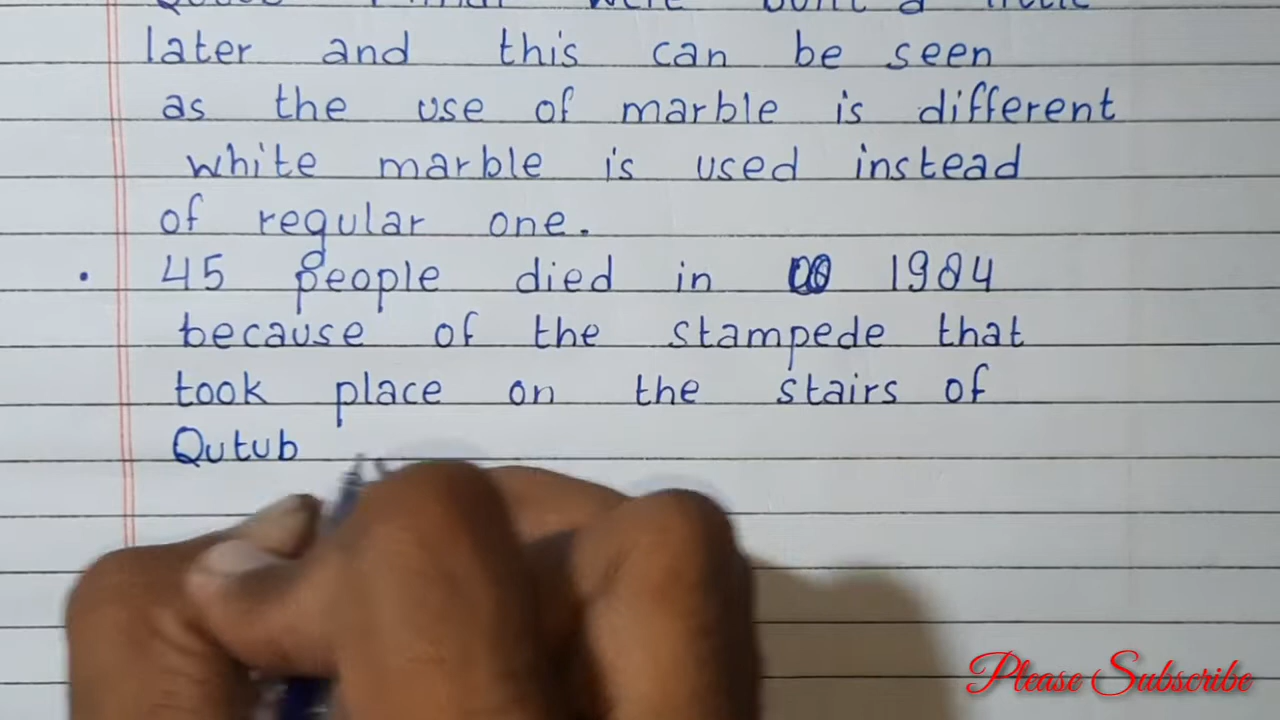 were
later and this can be seen
as the use of marble is different
white marble is used instead
of regular one.
. 45 people died in 1984
because of the stampede that
took place on the stairs of
Qutub
Please Subscribe